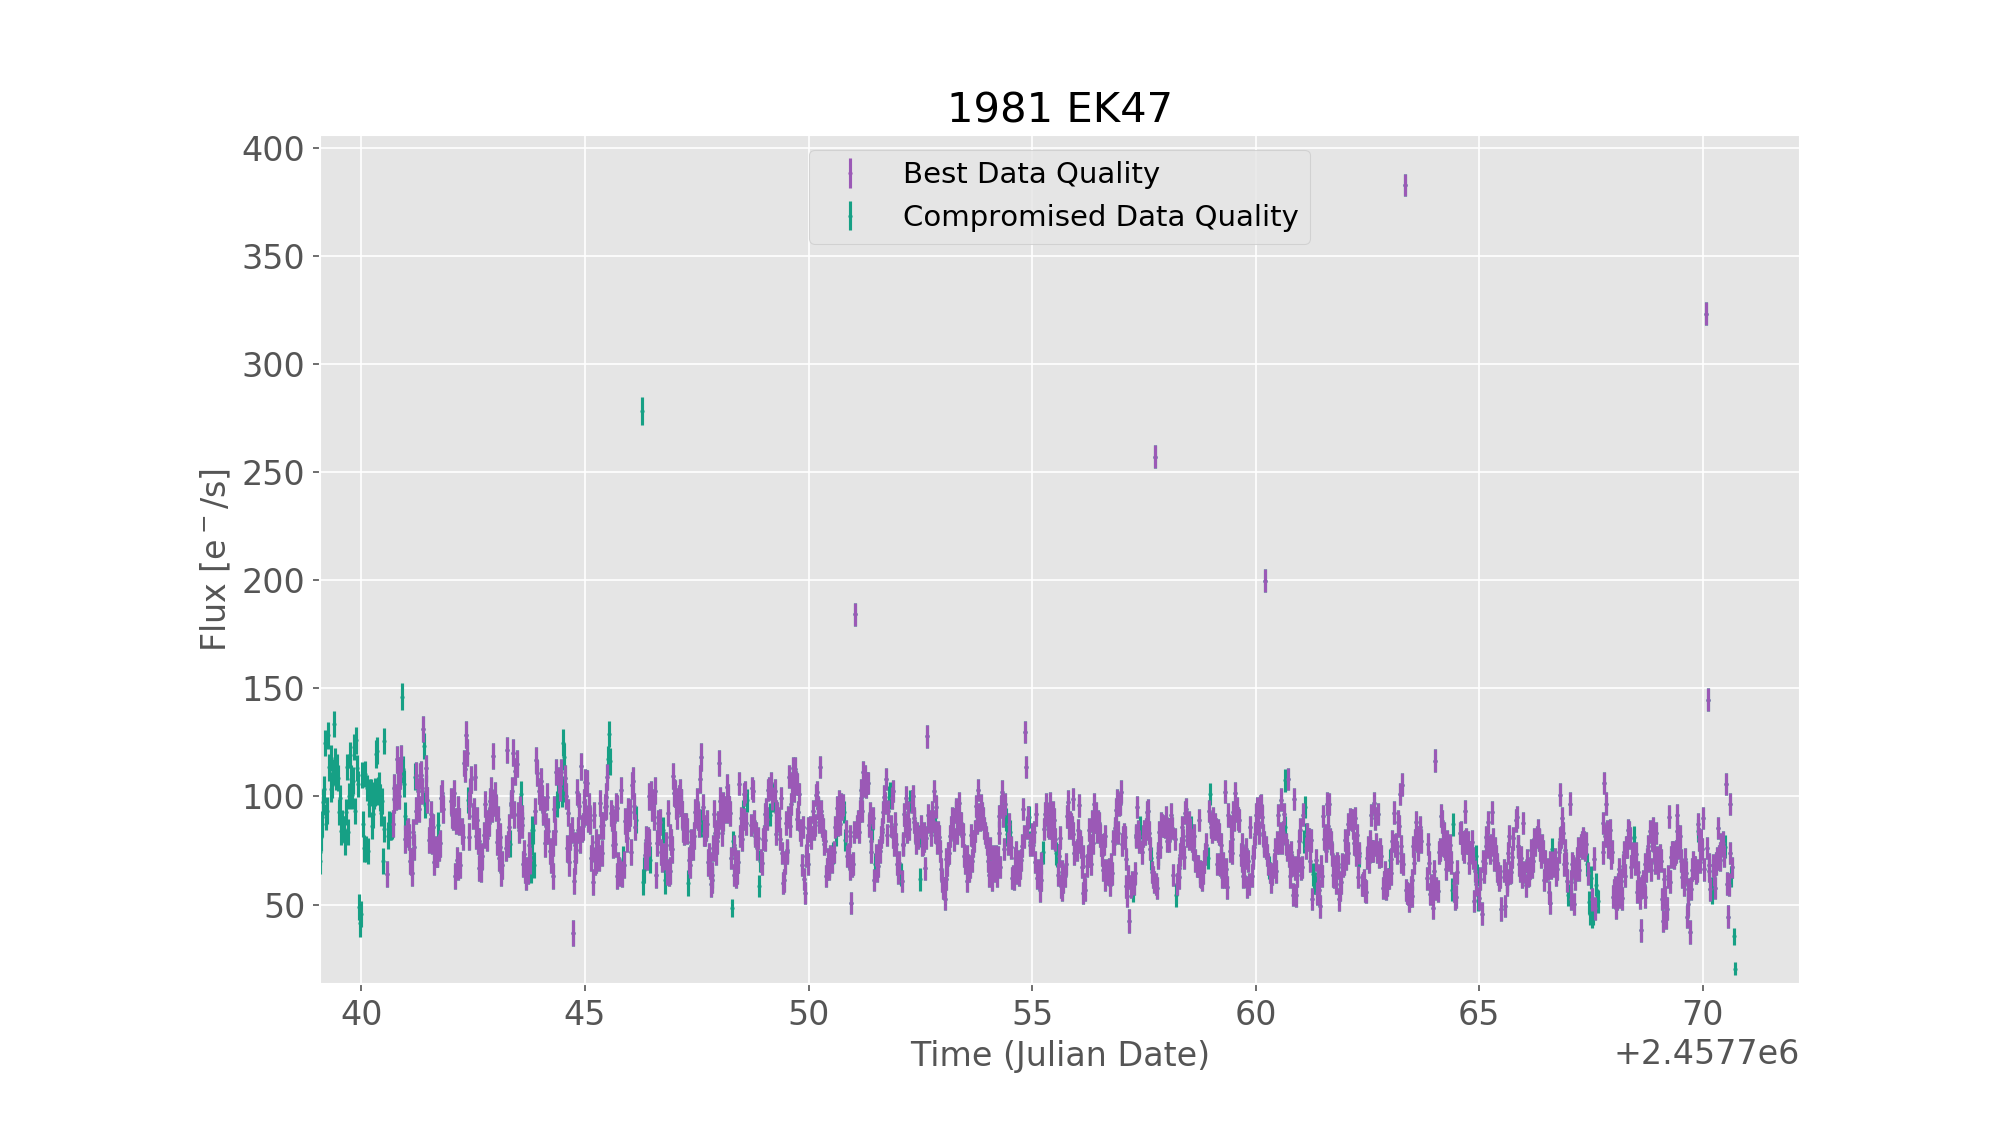 1981 EK47
Best Data Quality
Compromised Data Quality
400
350
300
250
200
150
100
50
Flux [e⁻/s]
40 45 50 55 60 65 70
Time (Julian Date)
+2.4577e6